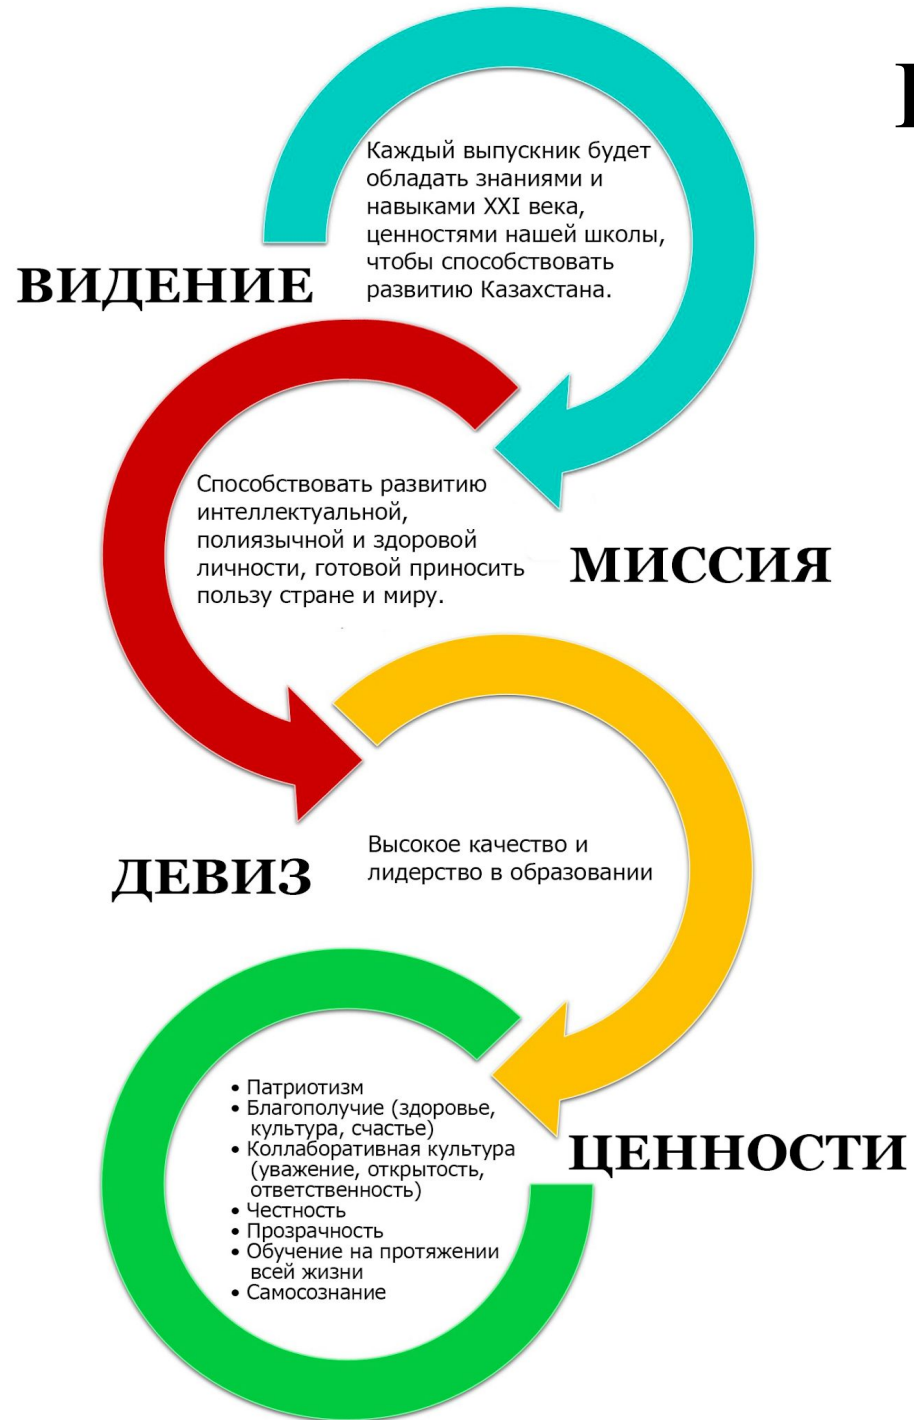 Каждый выпускник будет
обладать знаниями и
навыками XXI века,
ценностями нашей школы,
чтобы способствовать
развитию Казахстана.
ВИДЕНИЕ
Способствовать развитию
интеллектуальной,
полиязычной и здоровой
личности, готовой приносить
пользу стране и миру.
МИССИЯ
Высокое качество и
лидерство в образовании
ДЕВИЗ
• Патриотизм
• Благополучие (здоровье,
культура, счастье)
• Коллаборативная культура
(уважение, открытость,
ответственность)
• Честность
• Прозрачность
• Обучение на протяжении
всей жизни
• Самосознание
ЦЕННОСТИ